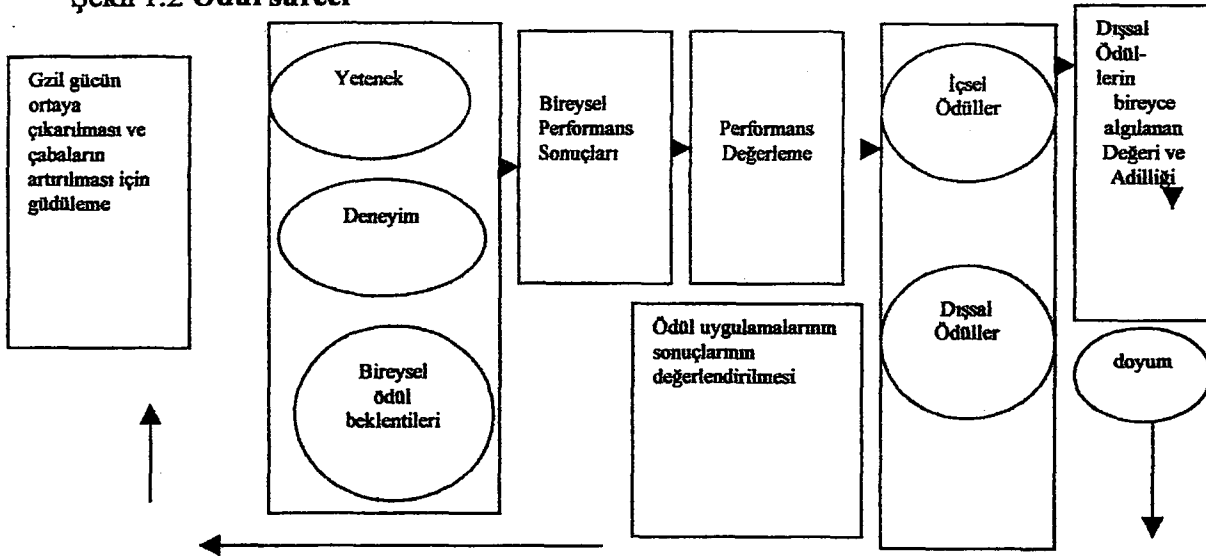 Şekil 1.2 Ödül süreci
Gzil gücün
ortaya
çıkarılması ve
çabaların
artırılması için
güdüleme
Yetenek
Deneyim
Bireysel
ödül
beklentileri
Bireysel
Performans
Sonuçları
Performans
Değerleme
İçsel
Ödüller
Dışsal
Ödüller
Dışsal
Ödül-
lerin
bireyce
algılanan
Değeri ve
Adilliği
Ödül uygulamalarının
sonuçlarının
değerlendirilmesi
doyum